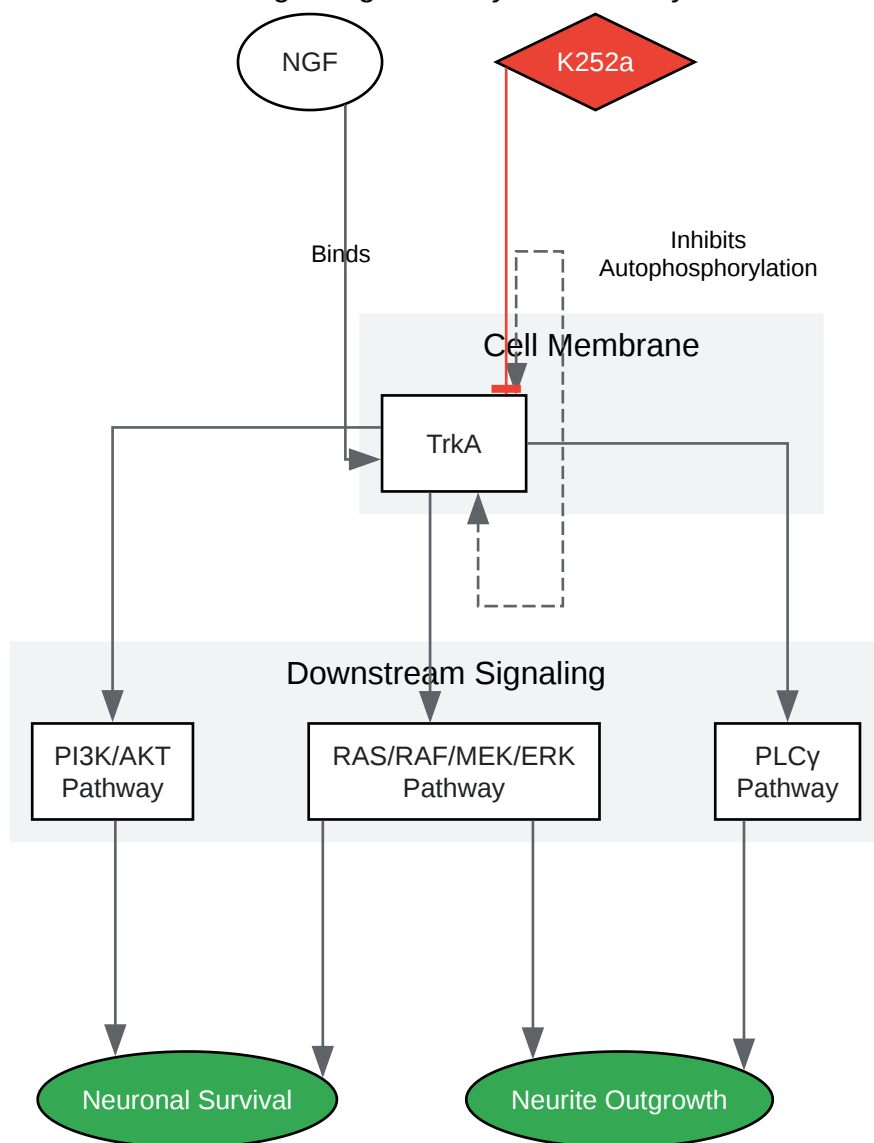 NGF
K252a
Binds
Inhibits
Autophosphorylation
Cell Membrane
TrkA
Downstream Signaling
PI3K/AKT
Pathway
RAS/RAF/MEK/ERK
Pathway
PLCγ
Pathway
Neuronal Survival
Neurite Outgrowth